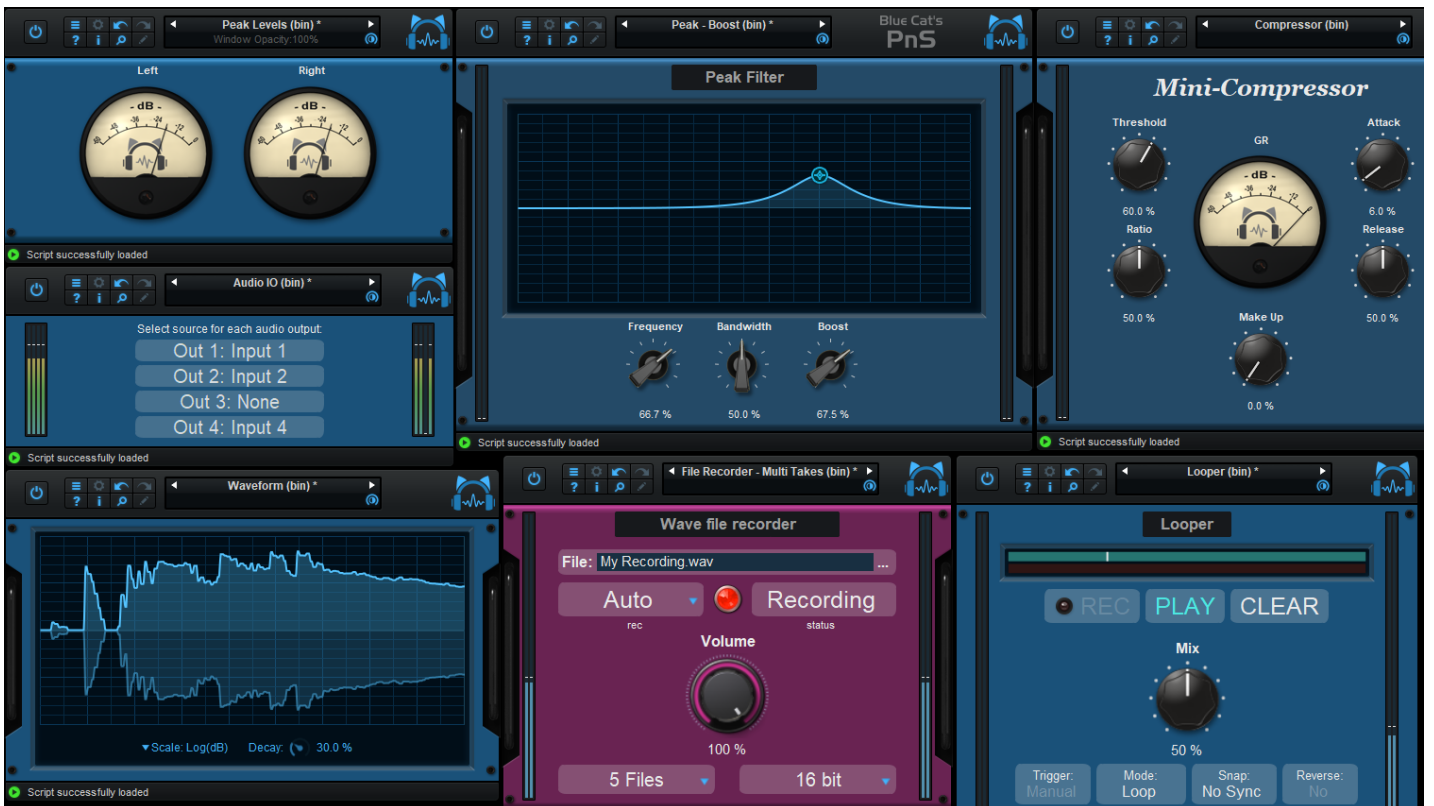 Peak Levels (bin) *
Window Opacity:100%
Left
Right
- dB -
- dB -
Script successfully loaded
Audio IO (bin) *
Select source for each audio output:
Out 1: Input 1
Out 2: Input 2
Out 3: None
Out 4: Input 4
Script successfully loaded
Waveform (bin) *
Scale: Log(dB)
Decay:
30.0 %
Script successfully loaded
Peak - Boost (bin) *
Blue Cat's
PnS
Peak Filter
Frequency
Bandwidth
Boost
66.7 %
50.0 %
67.5 %
Script successfully loaded
Compressor (bin)
Mini-Compressor
Threshold
Attack
GR
- dB -
60.0 %
6.0 %
Ratio
Release
50.0 %
50.0 %
Make Up
0.0 %
Script successfully loaded
File Recorder - Multi Takes (bin) *
Wave file recorder
File: My Recording.wav ...
Auto
Recording
rec
status
Volume
100 %
5 Files
16 bit
Looper (bin) *
Looper
REC
PLAY
CLEAR
Mix
50 %
Trigger:
Manual
Mode:
Loop
Snap:
No Sync
Reverse:
No